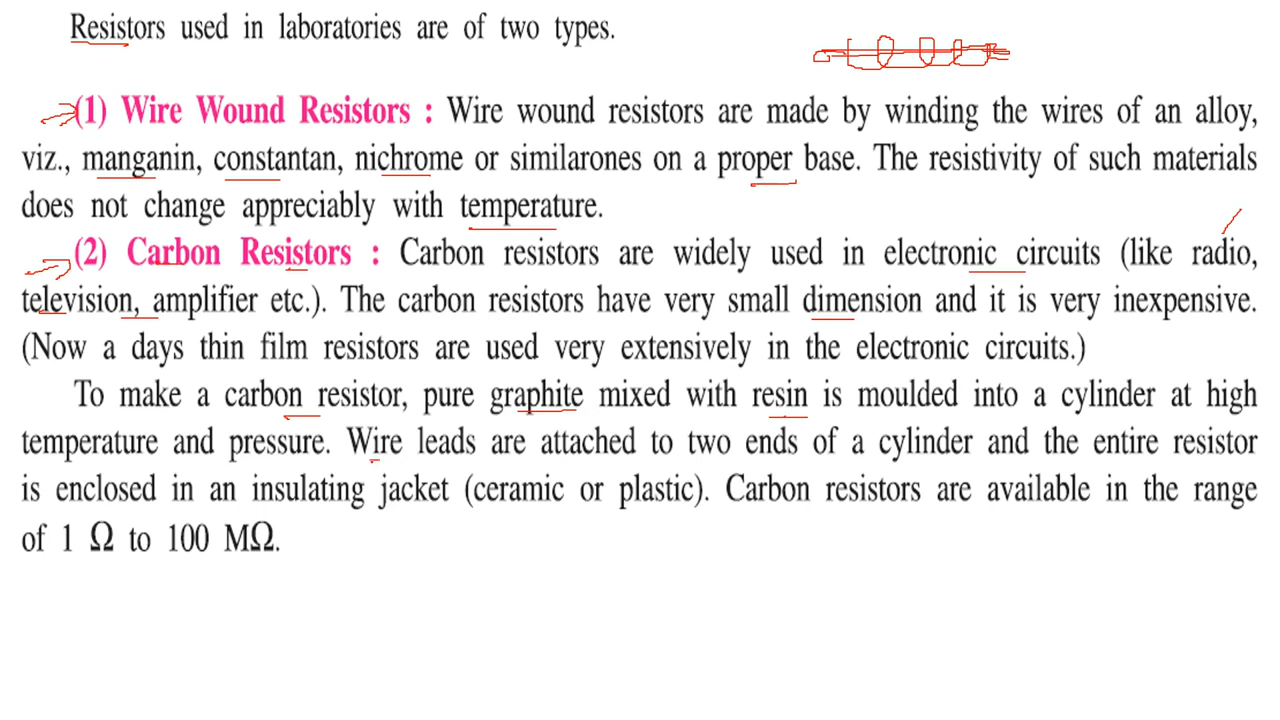 Resistors used in laboratories are of two types.
(1) Wire Wound Resistors : Wire wound resistors are made by winding the wires of an alloy,
viz., manganin, constantan, nichrome or similarones on a proper base. The resistivity of such materials
does not change appreciably with temperature.
(2) Carbon Resistors : Carbon resistors are widely used in electronic circuits (like radio,
television, amplifier etc.). The carbon resistors have very small dimension and it is very inexpensive.
(Now a days thin film resistors are used very extensively in the electronic circuits.)
To make a carbon resistor, pure graphite mixed with resin is moulded into a cylinder at high
temperature and pressure. Wire leads are attached to two ends of a cylinder and the entire resistor
is enclosed in an insulating jacket (ceramic or plastic). Carbon resistors are available in the range
of 1 Ω to 100 MΩ.